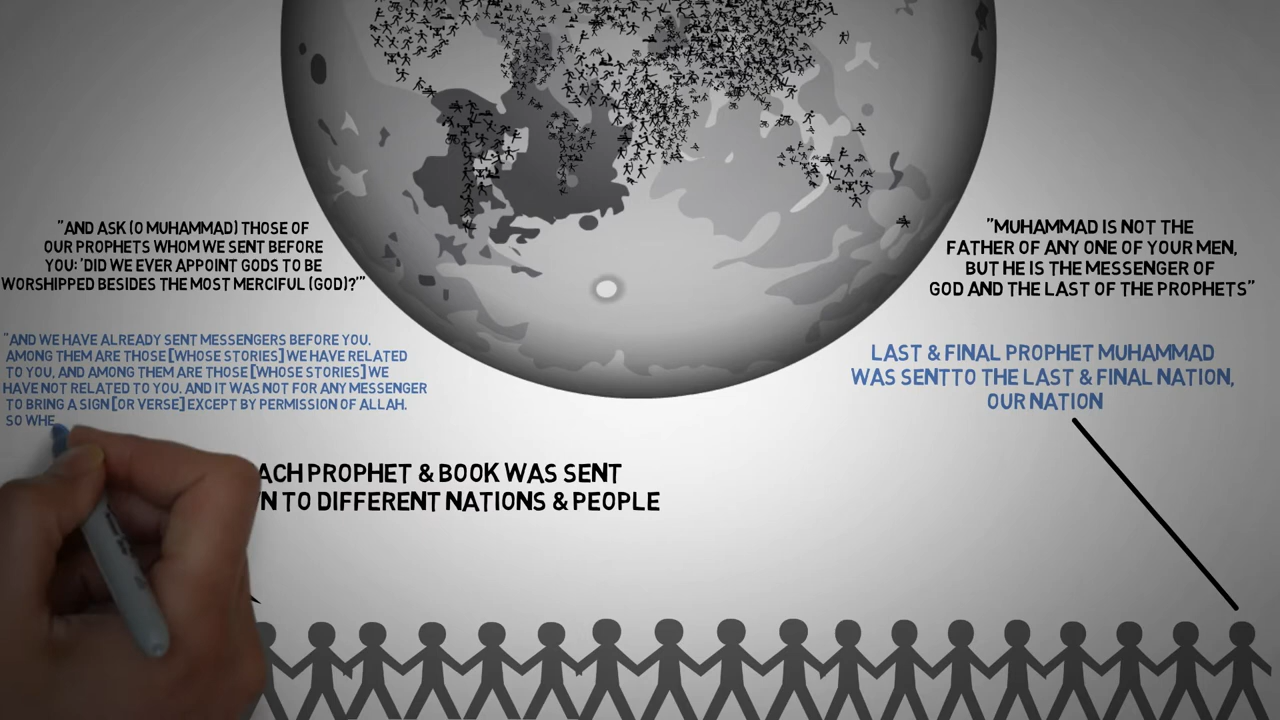 "AND ASK (O MUHAMMAD) THOSE OF
OUR PROPHETS WHOM WE SENT BEFORE
YOU: 'DID WE EVER APPOINT GODS TO BE
WORSHIPPED BESIDES THE MOST MERCIFUL (GOD)?'"
"AND WE HAVE ALREADY SENT MESSENGERS BEFORE YOU.
AMONG THEM ARE THOSE [WHOSE STORIES] WE HAVE RELATED
TO YOU, AND AMONG THEM ARE THOSE [WHOSE STORIES] WE
HAVE NOT RELATED TO YOU. AND IT WAS NOT FOR ANY MESSENGER
TO BRING A SIGN [OR VERSE] EXCEPT BY PERMISSION OF ALLAH.
SO WHE
"MUHAMMAD IS NOT THE
FATHER OF ANY ONE OF YOUR MEN,
BUT HE IS THE MESSENGER OF
GOD AND THE LAST OF THE PROPHETS"
LAST & FINAL PROPHET MUHAMMAD
WAS SENTTO THE LAST & FINAL NATION,
OUR NATION
ACH PROPHET & BOOK WAS SENT
N TO DIFFERENT NATIONS & PEOPLE